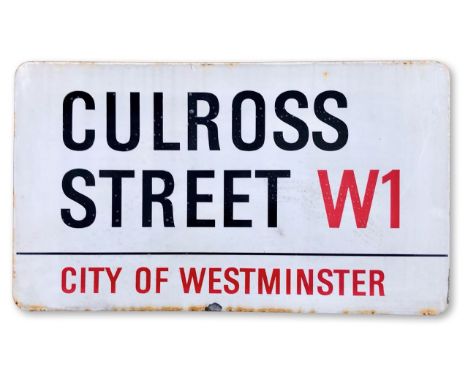 CULROSS
STREET W1
CITY OF WESTMINSTER